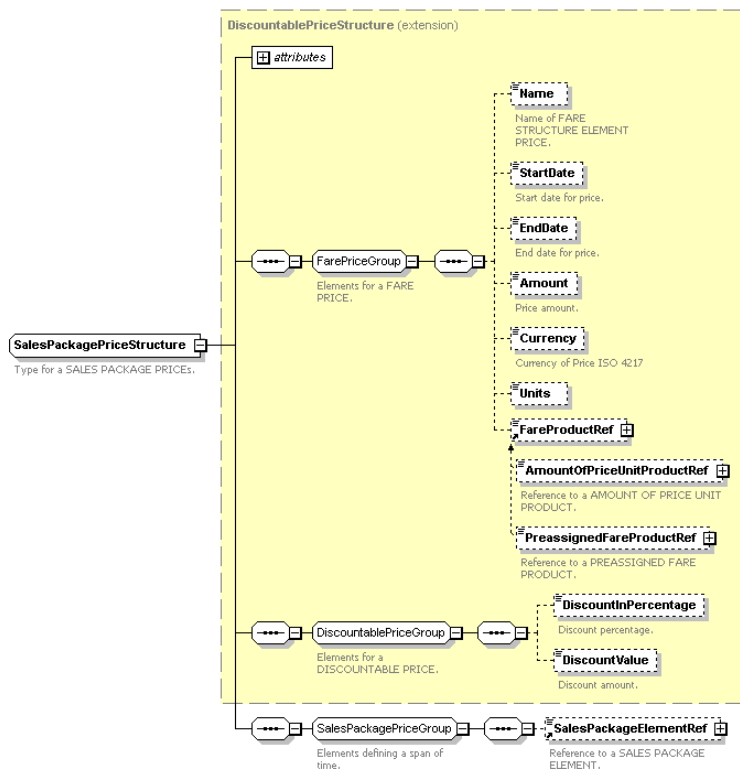 DiscountablePriceStructure (extension)
attributes
Name
Name of FARE
STRUCTURE ELEMENT
PRICE.
StartDate
Start date for price.
EndDate
End date for price.
FarePriceGroup
Elements for a FARE
PRICE.
Amount
Price amount.
Currency
Currency of Price ISO 4217
SalesPackagePriceStructure
Type for a SALES PACKAGE PRICEs.
Units
FareProductRef
AmountOfPriceUnitProductRef
Reference to a AMOUNT OF PRICE UNIT
PRODUCT.
PreassignedFareProductRef
Reference to a PREASSIGNED FARE
PRODUCT.
DiscountablePriceGroup
Elements for a
DISCOUNTABLE PRICE.
DiscountInPercentage
Discount percentage.
DiscountValue
Discount amount.
SalesPackagePriceGroup
Elements defining a span of
time.
SalesPackageElementRef
Reference to a SALES PACKAGE
ELEMENT.